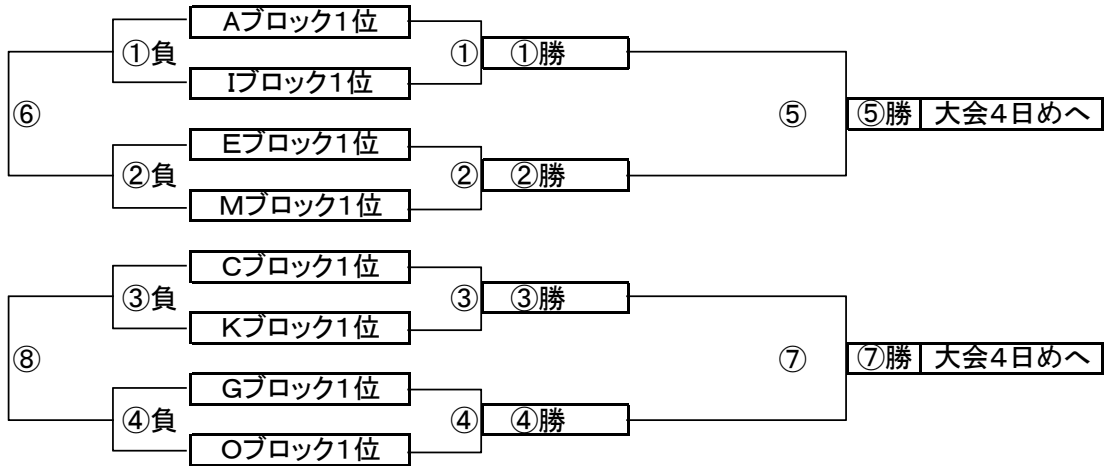 Aブロック1位
①負 ① ①勝
Iブロック1位
⑥ ⑤ ⑤勝 大会4日めへ
Eブロック1位
②負 ② ②勝
Mブロック1位
Cブロック1位
③負 ③ ③勝
Kブロック1位
⑧ ⑦ ⑦勝 大会4日めへ
Gブロック1位
④負 ④ ④勝
Oブロック1位